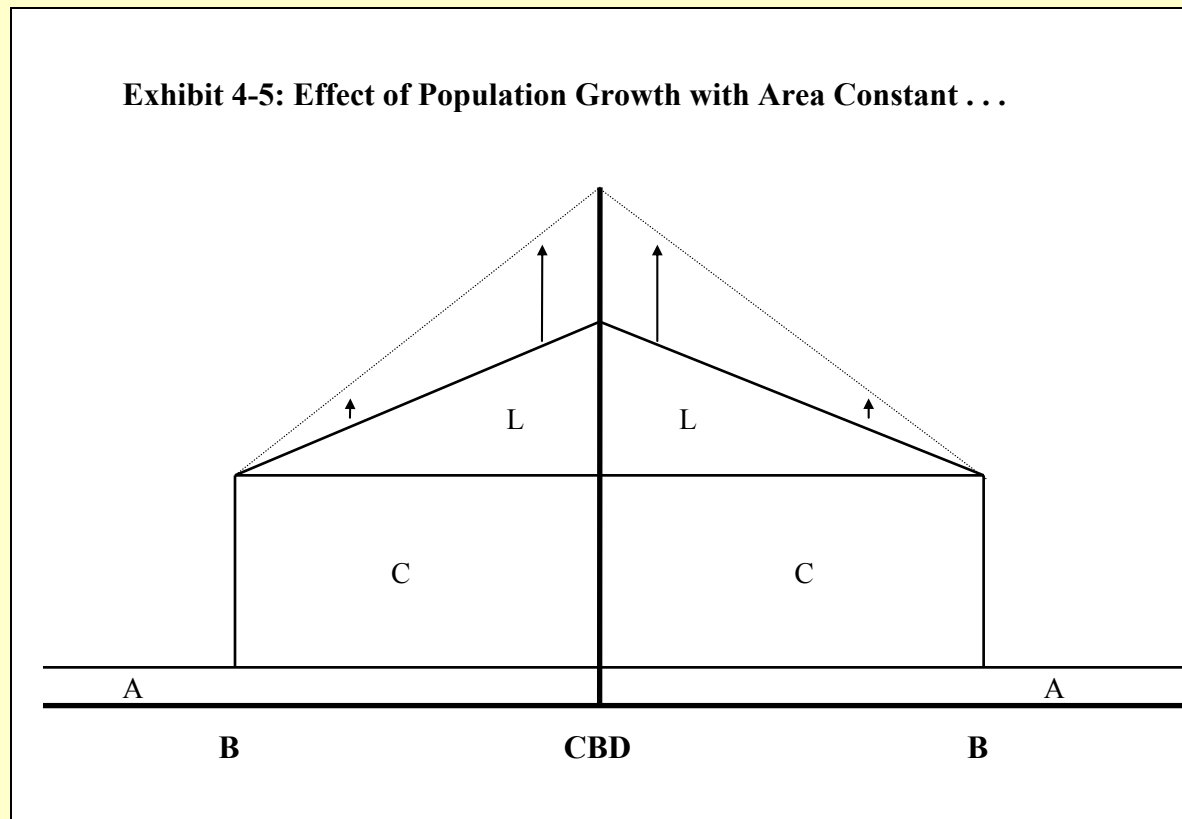 Exhibit 4-5: Effect of Population Growth with Area Constant . . .
L L
C C
A A
B CBD B